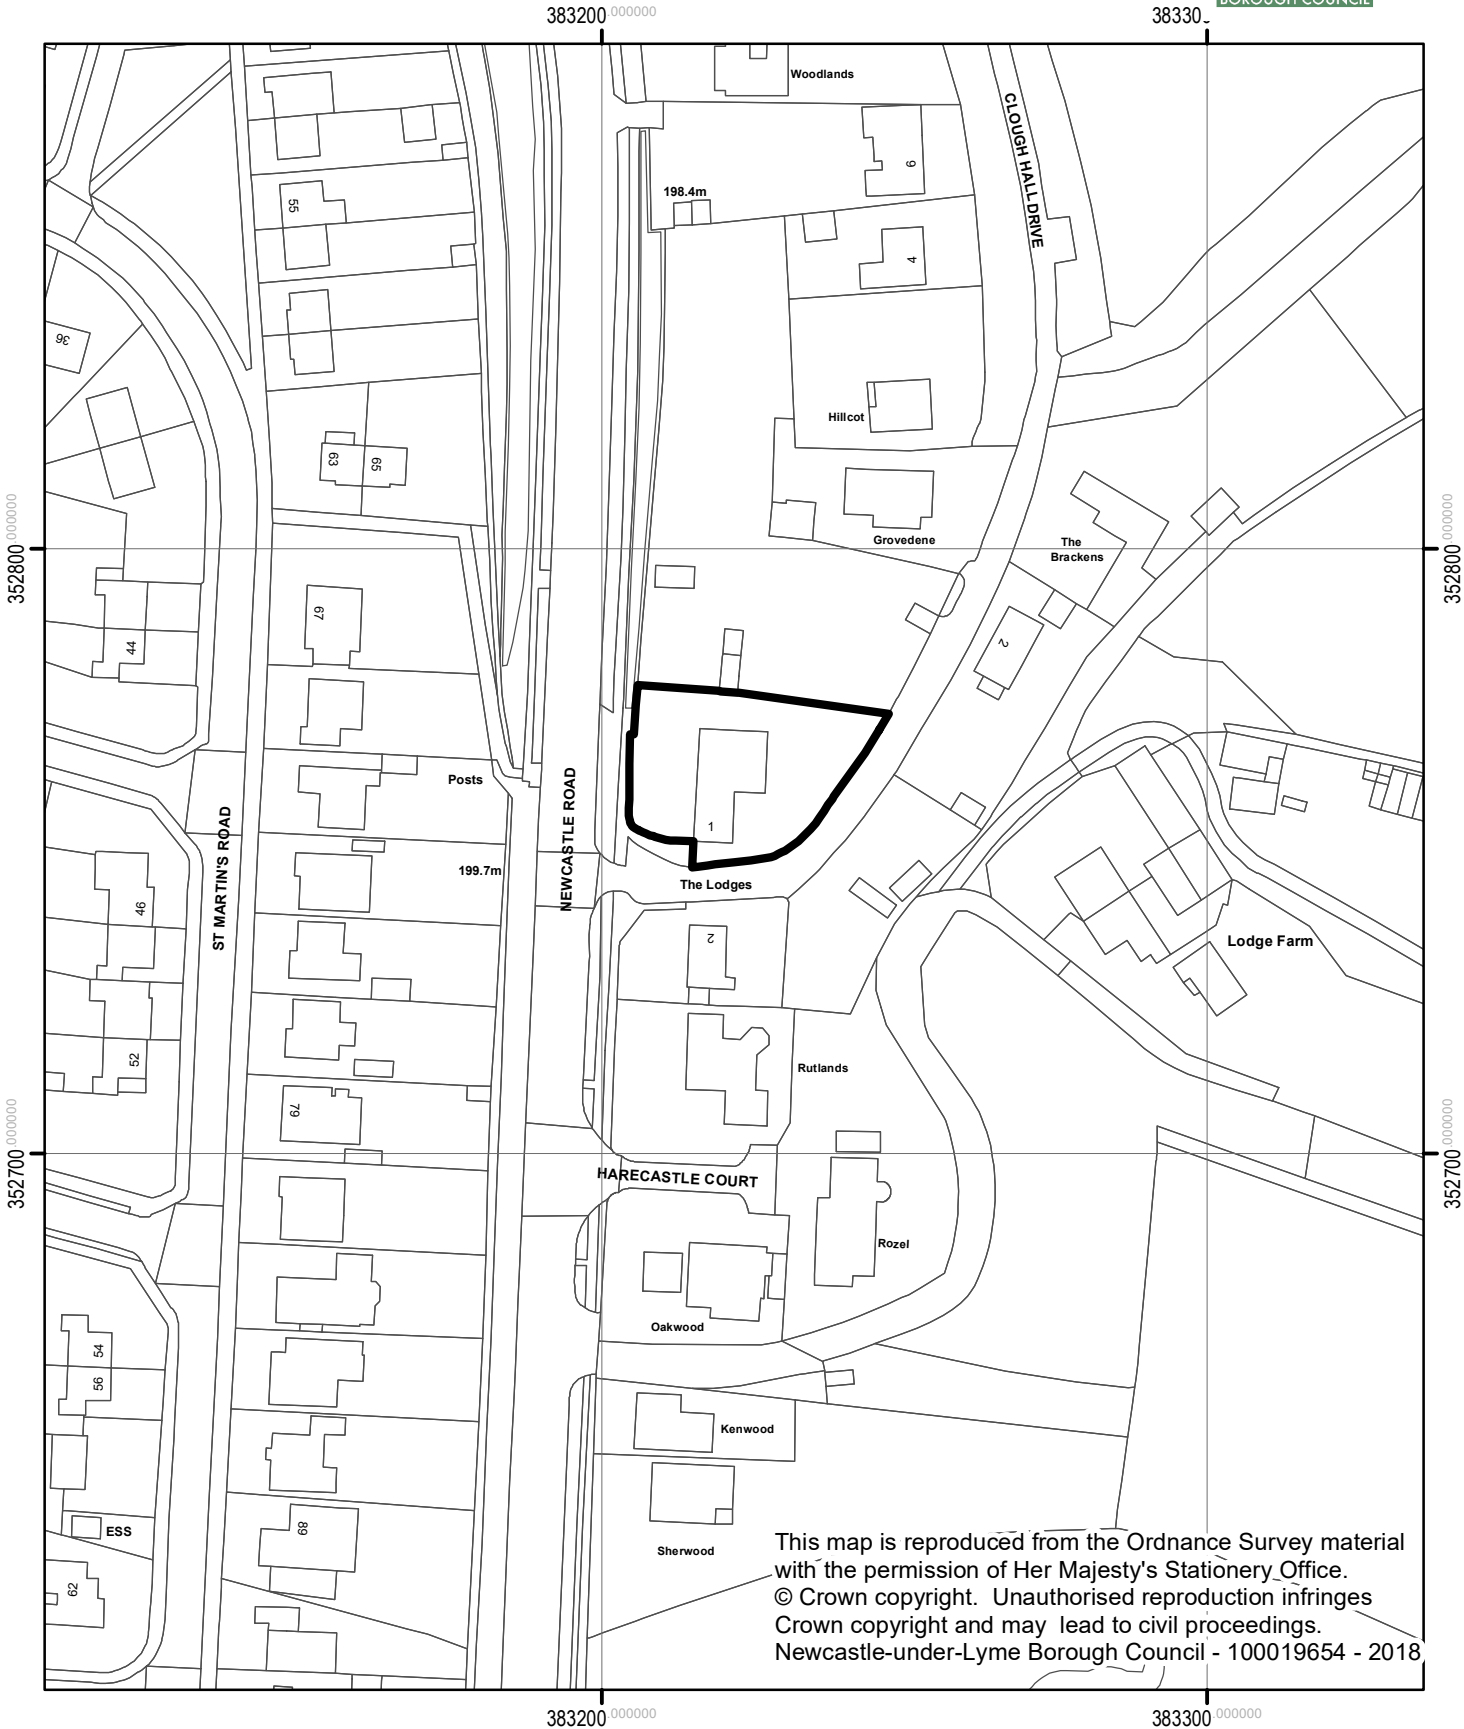 BOROUGH COUNCIL
383200.000000
352800.000000
352700.000000
352800.000000
352700.000000
383200.000000
383300.000000
Woodlands
CLOUGH HALL DRIVE
9
198.4m
55
4
36
Hillcot
63
65
Grovedene
The
Brackens
67
2
44
Posts
NEWCASTLE ROAD
1
ST MARTIN'S ROAD
199.7m
The Lodges
46
2
Lodge Farm
52
Rutlands
79
HARECASTLE COURT
Rozel
Oakwood
54
56
Kenwood
89
ESS
Sherwood
62
This map is reproduced from the Ordnance Survey material
with the permission of Her Majesty's Stationery Office.
© Crown copyright. Unauthorised reproduction infringes
Crown copyright and may lead to civil proceedings.
Newcastle-under-Lyme Borough Council - 100019654 - 2018